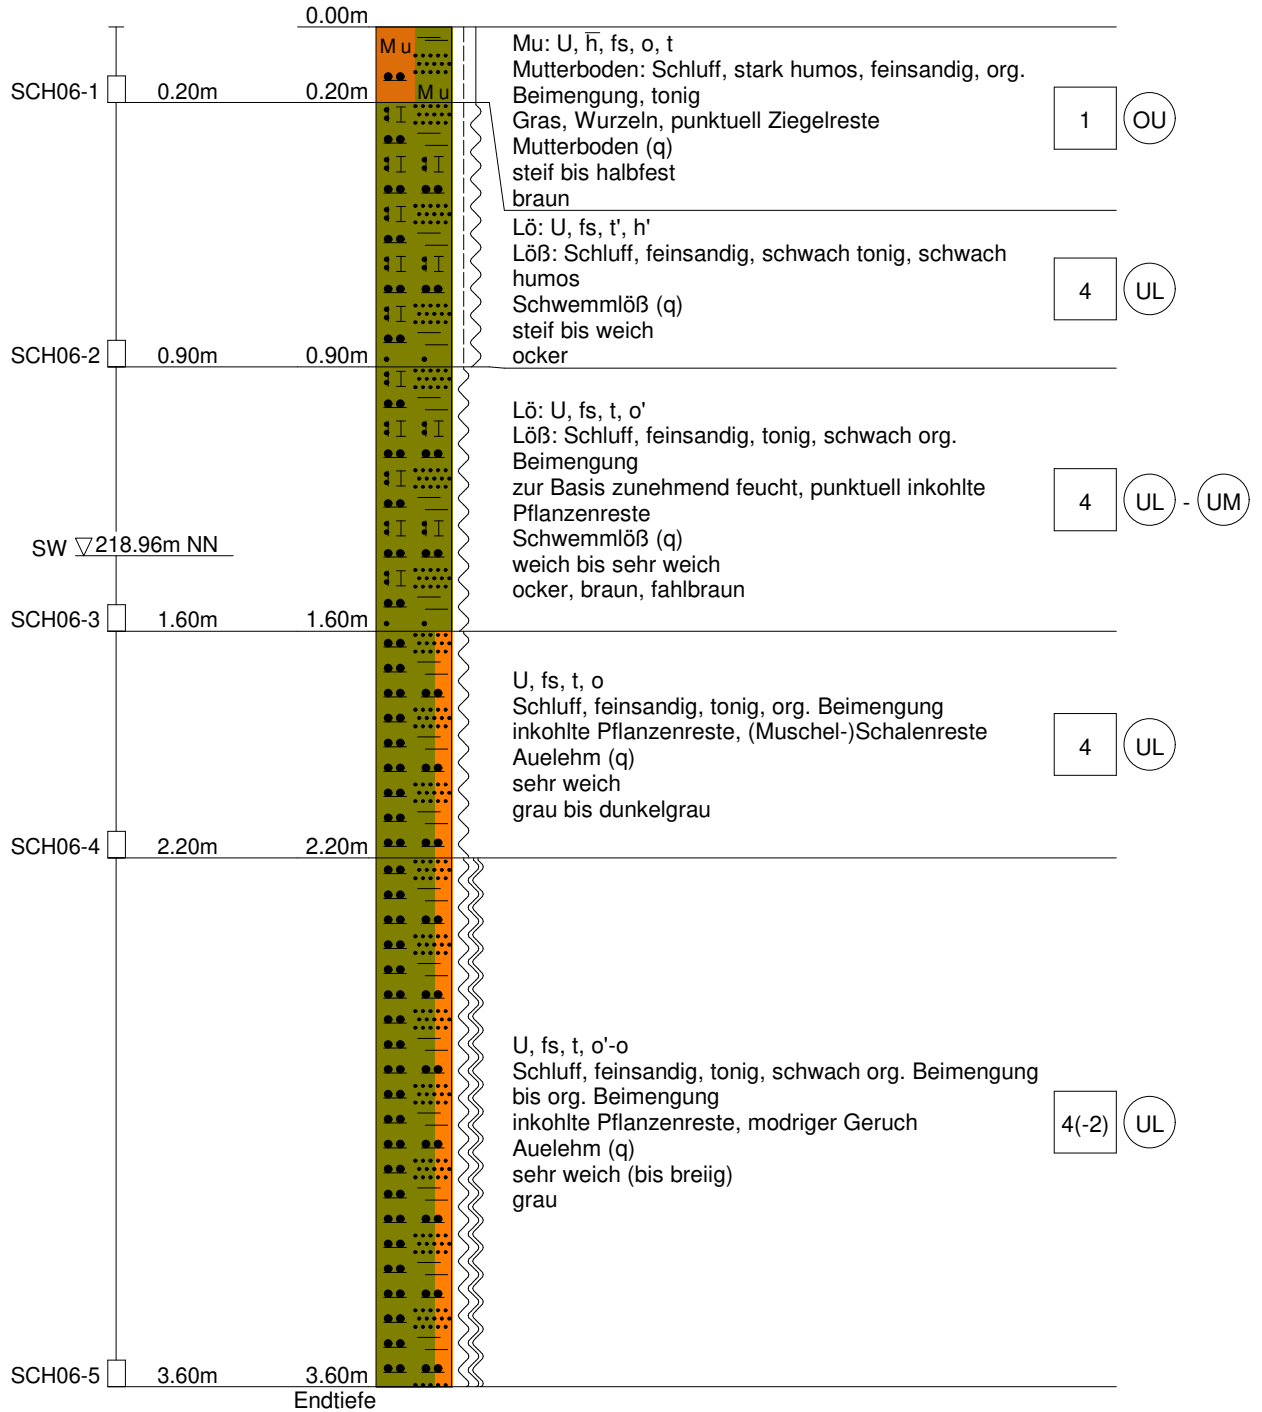 0.00m
Mu
Mu: U, h̅, fs, o, t
Mutterboden: Schluff, stark humos, feinsandig, org.
Beimengung, tonig
Gras, Wurzeln, punktuell Ziegelreste
Mutterboden (q)
steif bis halbfest
braun
1 OU
SCH06-1 0.20m 0.20m Mu
Lö: U, fs, t', h'
Löß: Schluff, feinsandig, schwach tonig, schwach
humos
Schwemmlöß (q)
steif bis weich
ocker
4 UL
SCH06-2 0.90m 0.90m
Lö: U, fs, t, o'
Löß: Schluff, feinsandig, tonig, schwach org.
Beimengung
zur Basis zunehmend feucht, punktuell inkohlte
Pflanzenreste
Schwemmlöß (q)
weich bis sehr weich
ocker, braun, fahlbraun
4 UL - UM
SW 218.96m NN
SCH06-3 1.60m 1.60m
U, fs, t, o
Schluff, feinsandig, tonig, org. Beimengung
inkohlte Pflanzenreste, (Muschel-)Schalenreste
Auelehm (q)
sehr weich
grau bis dunkelgrau
4 UL
SCH06-4 2.20m 2.20m
U, fs, t, o'-o
Schluff, feinsandig, tonig, schwach org. Beimengung
bis org. Beimengung
inkohlte Pflanzenreste, modriger Geruch
Auelehm (q)
sehr weich (bis breiig)
grau
4(-2) UL
SCH06-5 3.60m 3.60m
Endtiefe